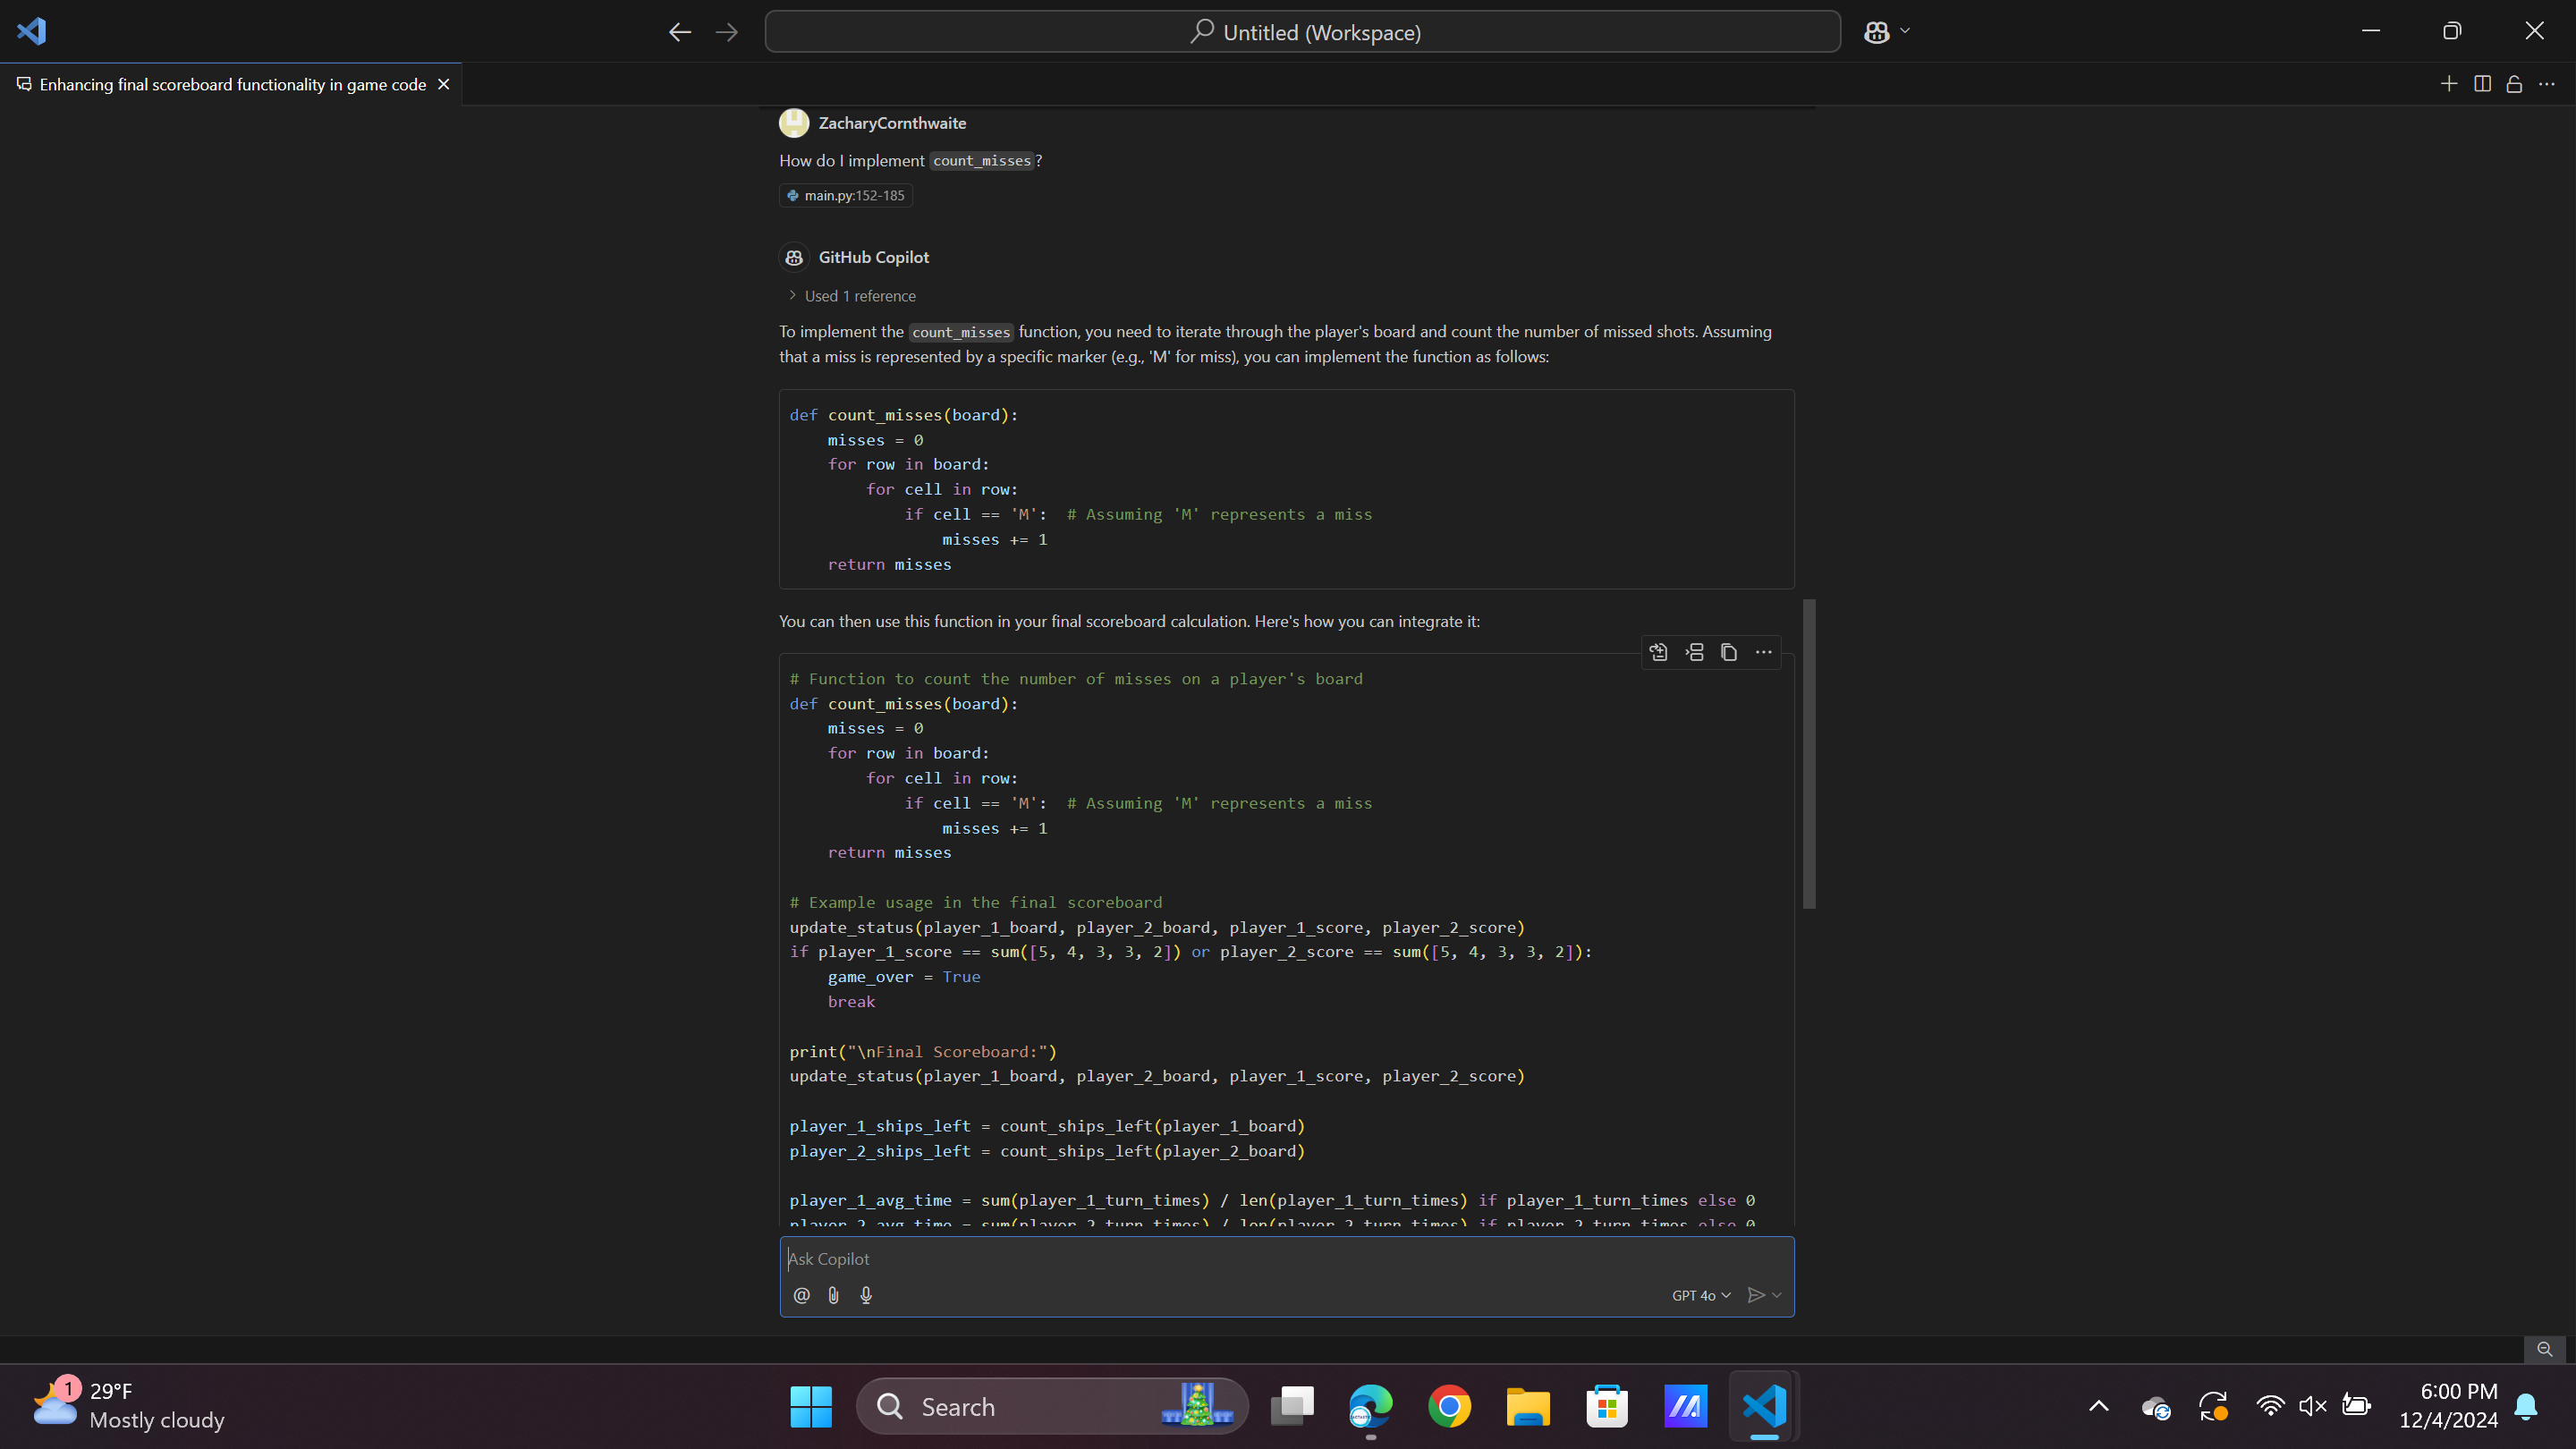 Untitled (Workspace)
Enhancing final scoreboard functionality in game code
ZacharyCornthwaite
How do I implement count_misses?
main.py:152-185
GitHub Copilot
Used 1 reference
To implement the count_misses function, you need to iterate through the player's board and count the number of missed shots. Assuming
that a miss is represented by a specific marker (e.g., 'M' for miss), you can implement the function as follows:
def count_misses(board):
    misses = 0
    for row in board:
        for cell in row:
            if cell == 'M':  # Assuming 'M' represents a miss
                misses += 1
    return misses
You can then use this function in your final scoreboard calculation. Here's how you can integrate it:
# Function to count the number of misses on a player's board
def count_misses(board):
    misses = 0
    for row in board:
        for cell in row:
            if cell == 'M':  # Assuming 'M' represents a miss
                misses += 1
    return misses
# Example usage in the final scoreboard
update_status(player_1_board, player_2_board, player_1_score, player_2_score)
if player_1_score == sum([5, 4, 3, 3, 2]) or player_2_score == sum([5, 4, 3, 3, 2]):
    game_over = True
    break
print("\nFinal Scoreboard:")
update_status(player_1_board, player_2_board, player_1_score, player_2_score)
player_1_ships_left = count_ships_left(player_1_board)
player_2_ships_left = count_ships_left(player_2_board)
player_1_avg_time = sum(player_1_turn_times) / len(player_1_turn_times) if player_1_turn_times else 0
player_2_avg_time = sum(player_2_turn_times) / len(player_2_turn_times) if player_2_turn_times else 0
Ask Copilot
GPT 4o
1
29°F
Mostly cloudy
Search
6:00 PM
12/4/2024